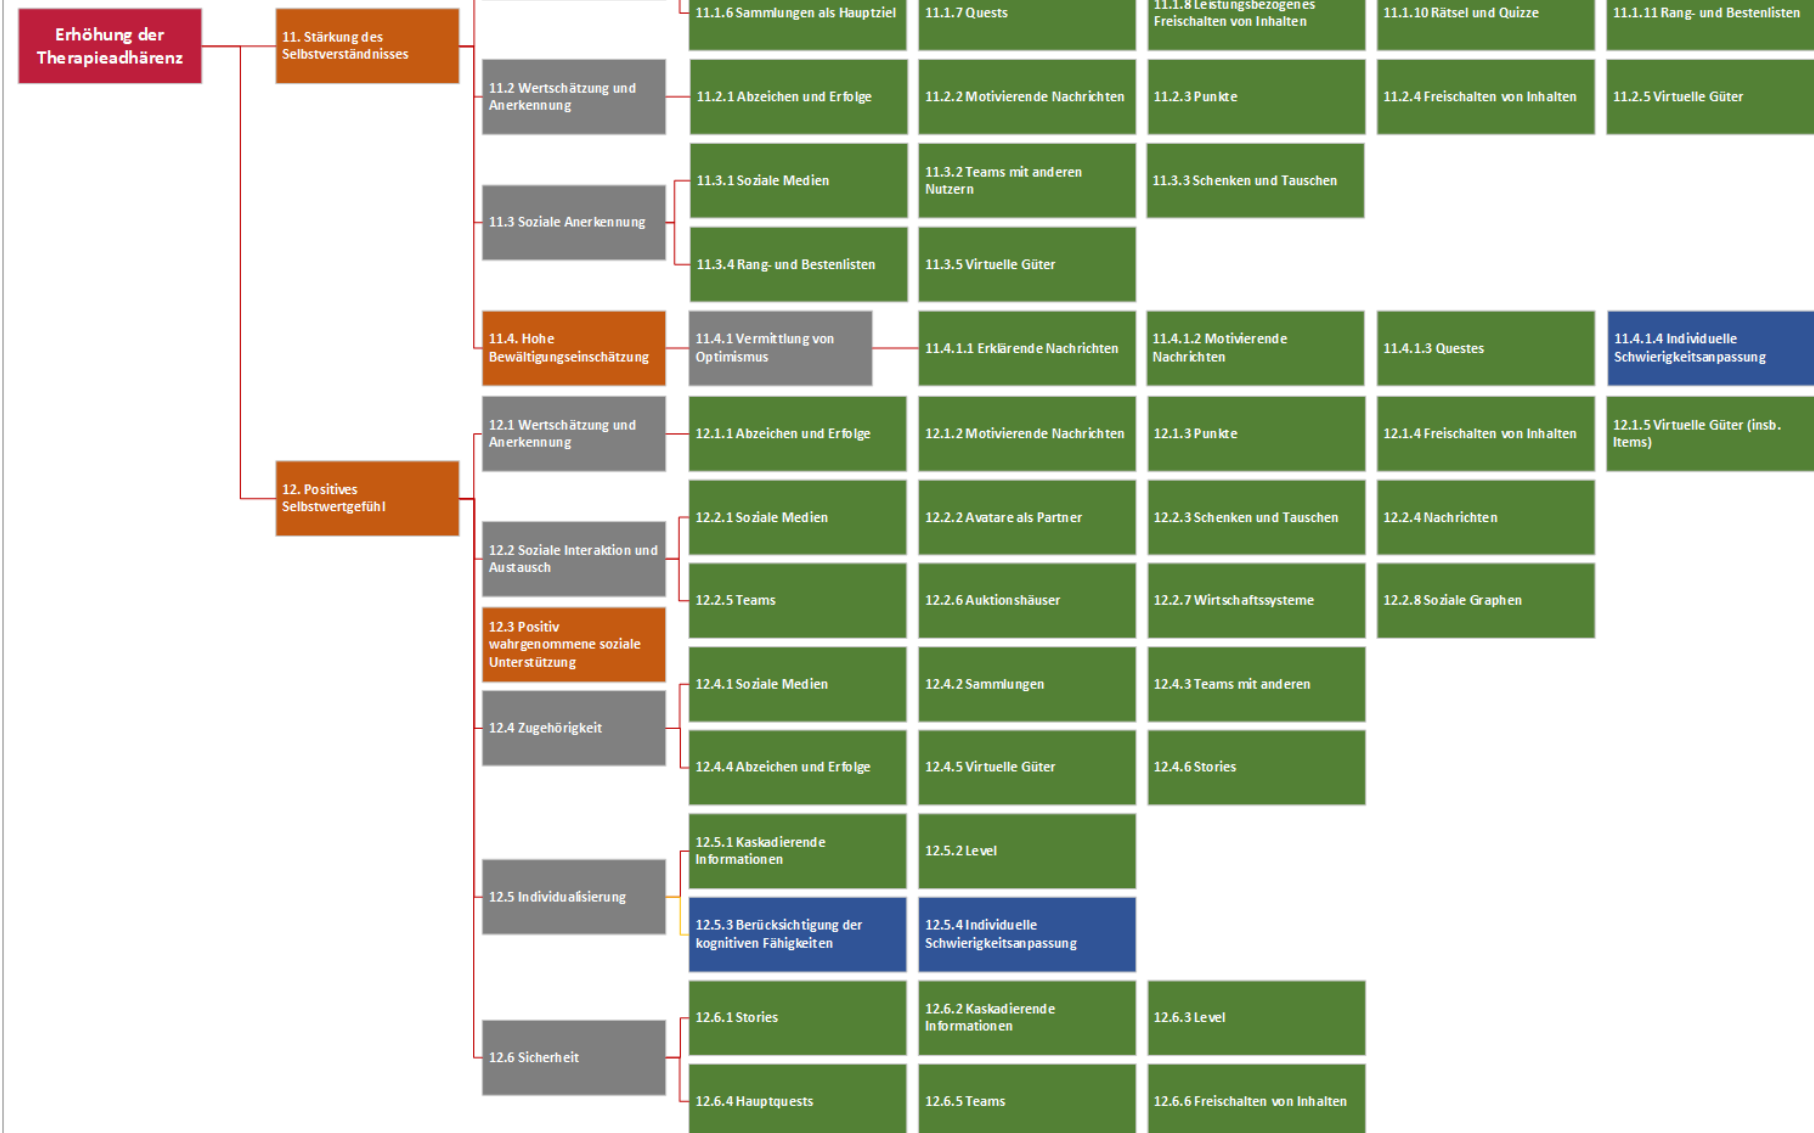 Erhöhung der
Therapieadhärenz
11. Stärkung des
Selbstverständnisses
11.1.6 Sammlungen als Hauptziel
11.1.7 Quests
11.1.8 Leistungsbezogenes
Freischalten von Inhalten
11.1.10 Rätsel und Quizze
11.1.11 Rang- und Bestenlisten
11.2 Wertschätzung und
Anerkennung
11.2.1 Abzeichen und Erfolge
11.2.2 Motivierende Nachrichten
11.2.3 Punkte
11.2.4 Freischalten von Inhalten
11.2.5 Virtuelle Güter
11.3 Soziale Anerkennung
11.3.1 Soziale Medien
11.3.2 Teams mit anderen
Nutzern
11.3.3 Schenken und Tauschen
11.3.4 Rang- und Bestenlisten
11.3.5 Virtuelle Güter
11.4. Hohe
Bewältigungseinschätzung
11.4.1 Vermittlung von
Optimismus
11.4.1.1 Erklärende Nachrichten
11.4.1.2 Motivierende
Nachrichten
11.4.1.3 Questes
11.4.1.4 Individuelle
Schwierigkeitsanpassung
12. Positives
Selbstwertgefühl
12.1 Wertschätzung und
Anerkennung
12.1.1 Abzeichen und Erfolge
12.1.2 Motivierende Nachrichten
12.1.3 Punkte
12.1.4 Freischalten von Inhalten
12.1.5 Virtuelle Güter (insb.
Items)
12.2 Soziale Interaktion und
Austausch
12.2.1 Soziale Medien
12.2.2 Avatare als Partner
12.2.3 Schenken und Tauschen
12.2.4 Nachrichten
12.2.5 Teams
12.2.6 Auktionshäuser
12.2.7 Wirtschaftssysteme
12.2.8 Soziale Graphen
12.3 Positiv
wahrgenommene soziale
Unterstützung
12.4 Zugehörigkeit
12.4.1 Soziale Medien
12.4.2 Sammlungen
12.4.3 Teams mit anderen
12.4.4 Abzeichen und Erfolge
12.4.5 Virtuelle Güter
12.4.6 Stories
12.5 Individualisierung
12.5.1 Kaskadierende
Informationen
12.5.2 Level
12.5.3 Berücksichtigung der
kognitiven Fähigkeiten
12.5.4 Individuelle
Schwierigkeitsanpassung
12.6 Sicherheit
12.6.1 Stories
12.6.2 Kaskadierende
Informationen
12.6.3 Level
12.6.4 Hauptquests
12.6.5 Teams
12.6.6 Freischalten von Inhalten